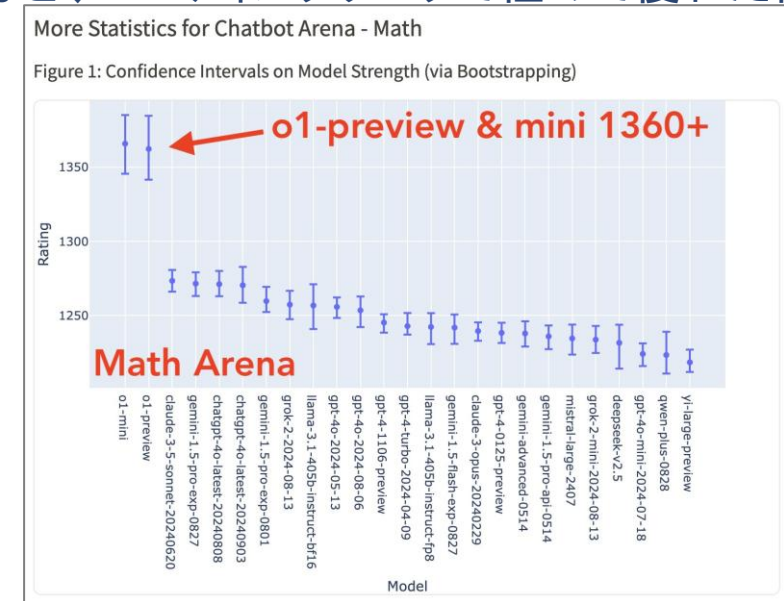 More Statistics for Chatbot Arena - Math
Figure 1: Confidence Intervals on Model Strength (via Bootstrapping)
o1-preview & mini 1360+
1350
1300
1250
Rating
Math Arena
o1-mini
o1-preview
claude-3-5-sonnet-20240620
gemini-1.5-pro-exp-0827
chatgpt-4o-latest-20240808
chatgpt-4o-latest-20240903
gemini-1.5-pro-exp-0801
grok-2-2024-08-13
llama-3.1-405b-instruct-bf16
gpt-4o-2024-05-13
gpt-4o-2024-08-06
gpt-4-1106-preview
gpt-4-turbo-2024-04-09
llama-3.1-405b-instruct-fp8
gemini-1.5-flash-exp-0827
claude-3-opus-20240229
gpt-4-0125-preview
gemini-advanced-0514
gemini-1.5-pro-api-0514
mistral-large-2407
grok-2-mini-2024-08-13
deepseek-v2.5
gpt-4o-mini-2024-07-18
qwen-plus-0828
yi-large-preview
Model